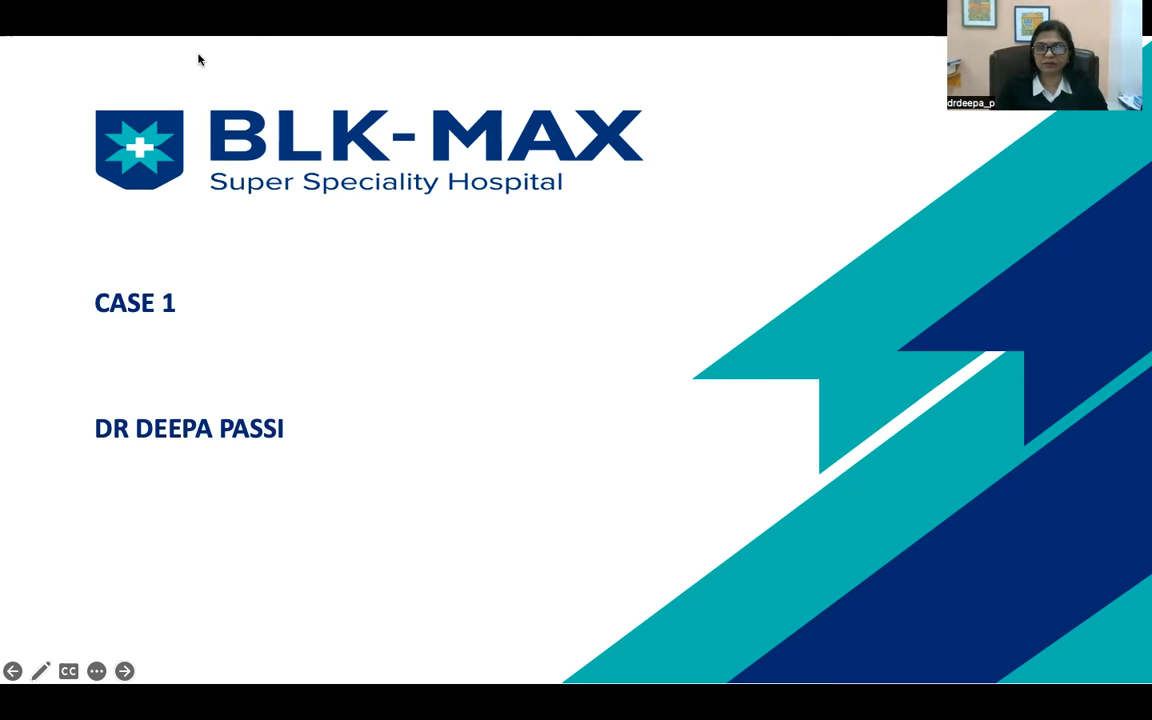 drdeepa_p
BLK-MAX
Super Speciality Hospital
CASE 1
DR DEEPA PASSI
CC